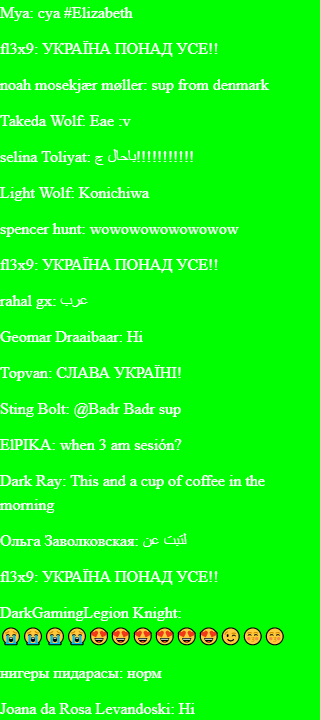 Mya: cya #Elizabeth
fl3x9: УКРАЇНА ПОНАД УСЕ!!
noah mosekjær møller: sup from denmark
Takeda Wolf: Eae :v
selina Toliyat: باحال ج!!!!!!!!!!!
Light Wolf: Konichiwa
spencer hunt: wowowowowowowow
fl3x9: УКРАЇНА ПОНАД УСЕ!!
rahal gx: عرب
Geomar Draaibaar: Hi
Topvan: СЛАВА УКРАЇНІ!
Sting Bolt: @Badr Badr sup
ElPIKA: when 3 am sesión?
Dark Ray: This and a cup of coffee in the
morning
Ольга Заволковская:
fl3x9: УКРАЇНА ПОНАД УСЕ!!
DarkGamingLegion Knight:
😭😭😭😭😍😍😍😍😍😍😉😙😙
нигеры пидарасы: норм
Joana da Rosa Levandoski: Hi